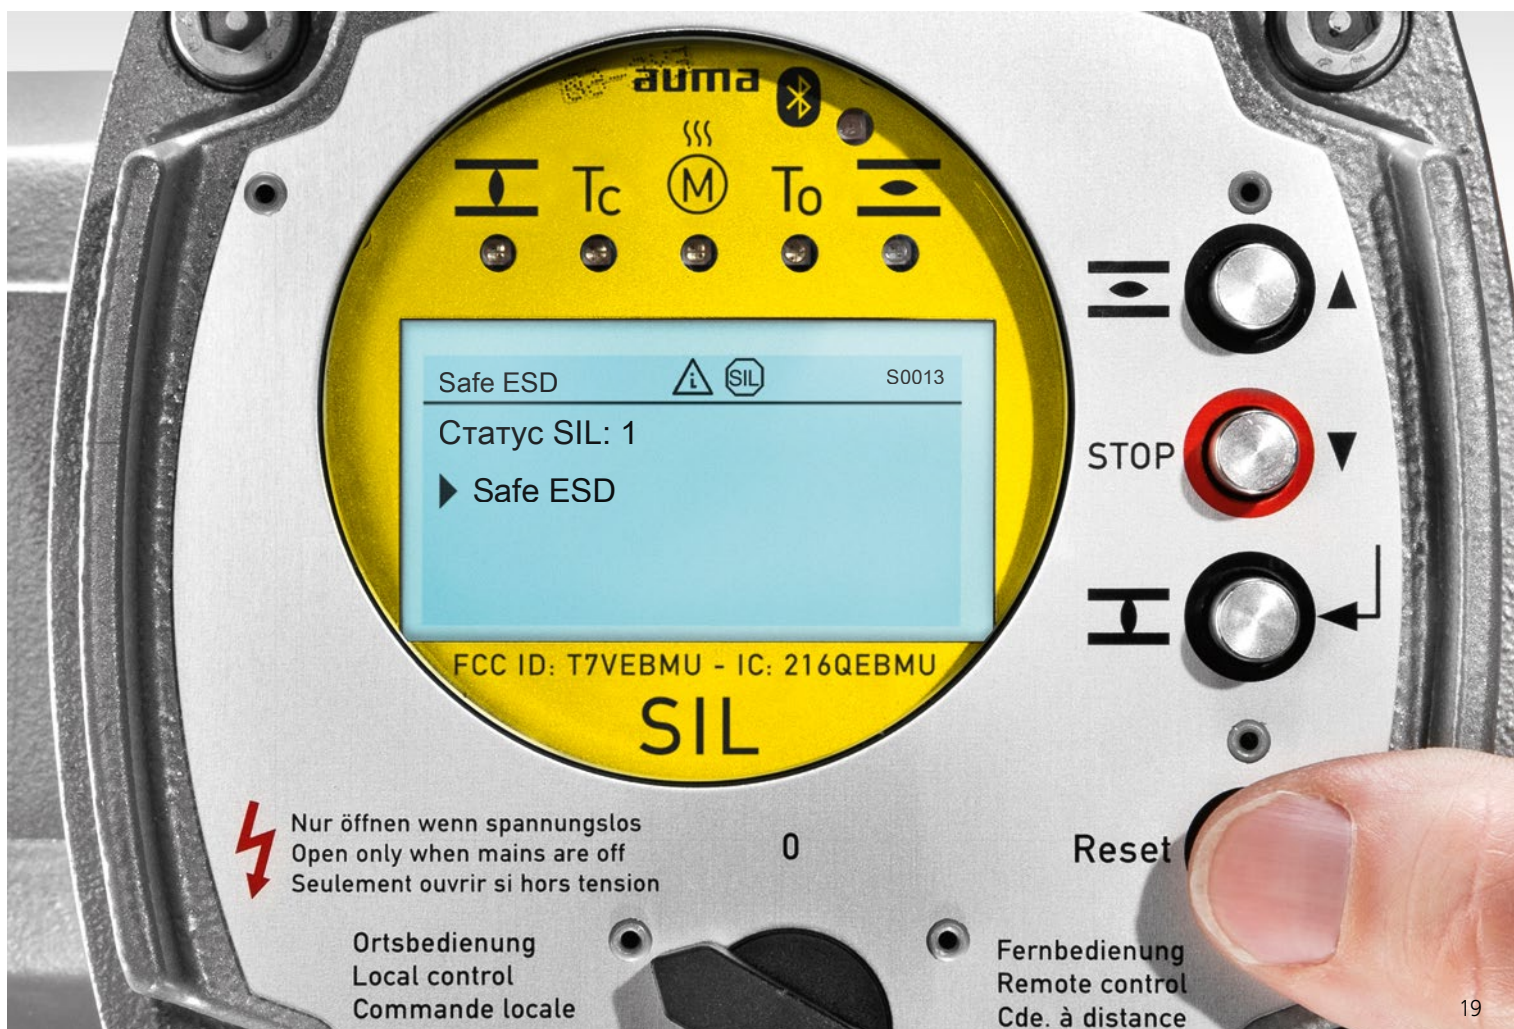 auma
Tc M To
Safe ESD SIL S0013
Статус SIL: 1
Safe ESD
STOP
FCC ID: T7VEBMU - IC: 216QEBMU
SIL
Nur öffnen wenn spannungslos
Open only when mains are off
Seulement ouvrir si hors tension
0
Reset
Ortsbedienung
Local control
Commande locale
Fernbedienung
Remote control
Cde. à distance
19